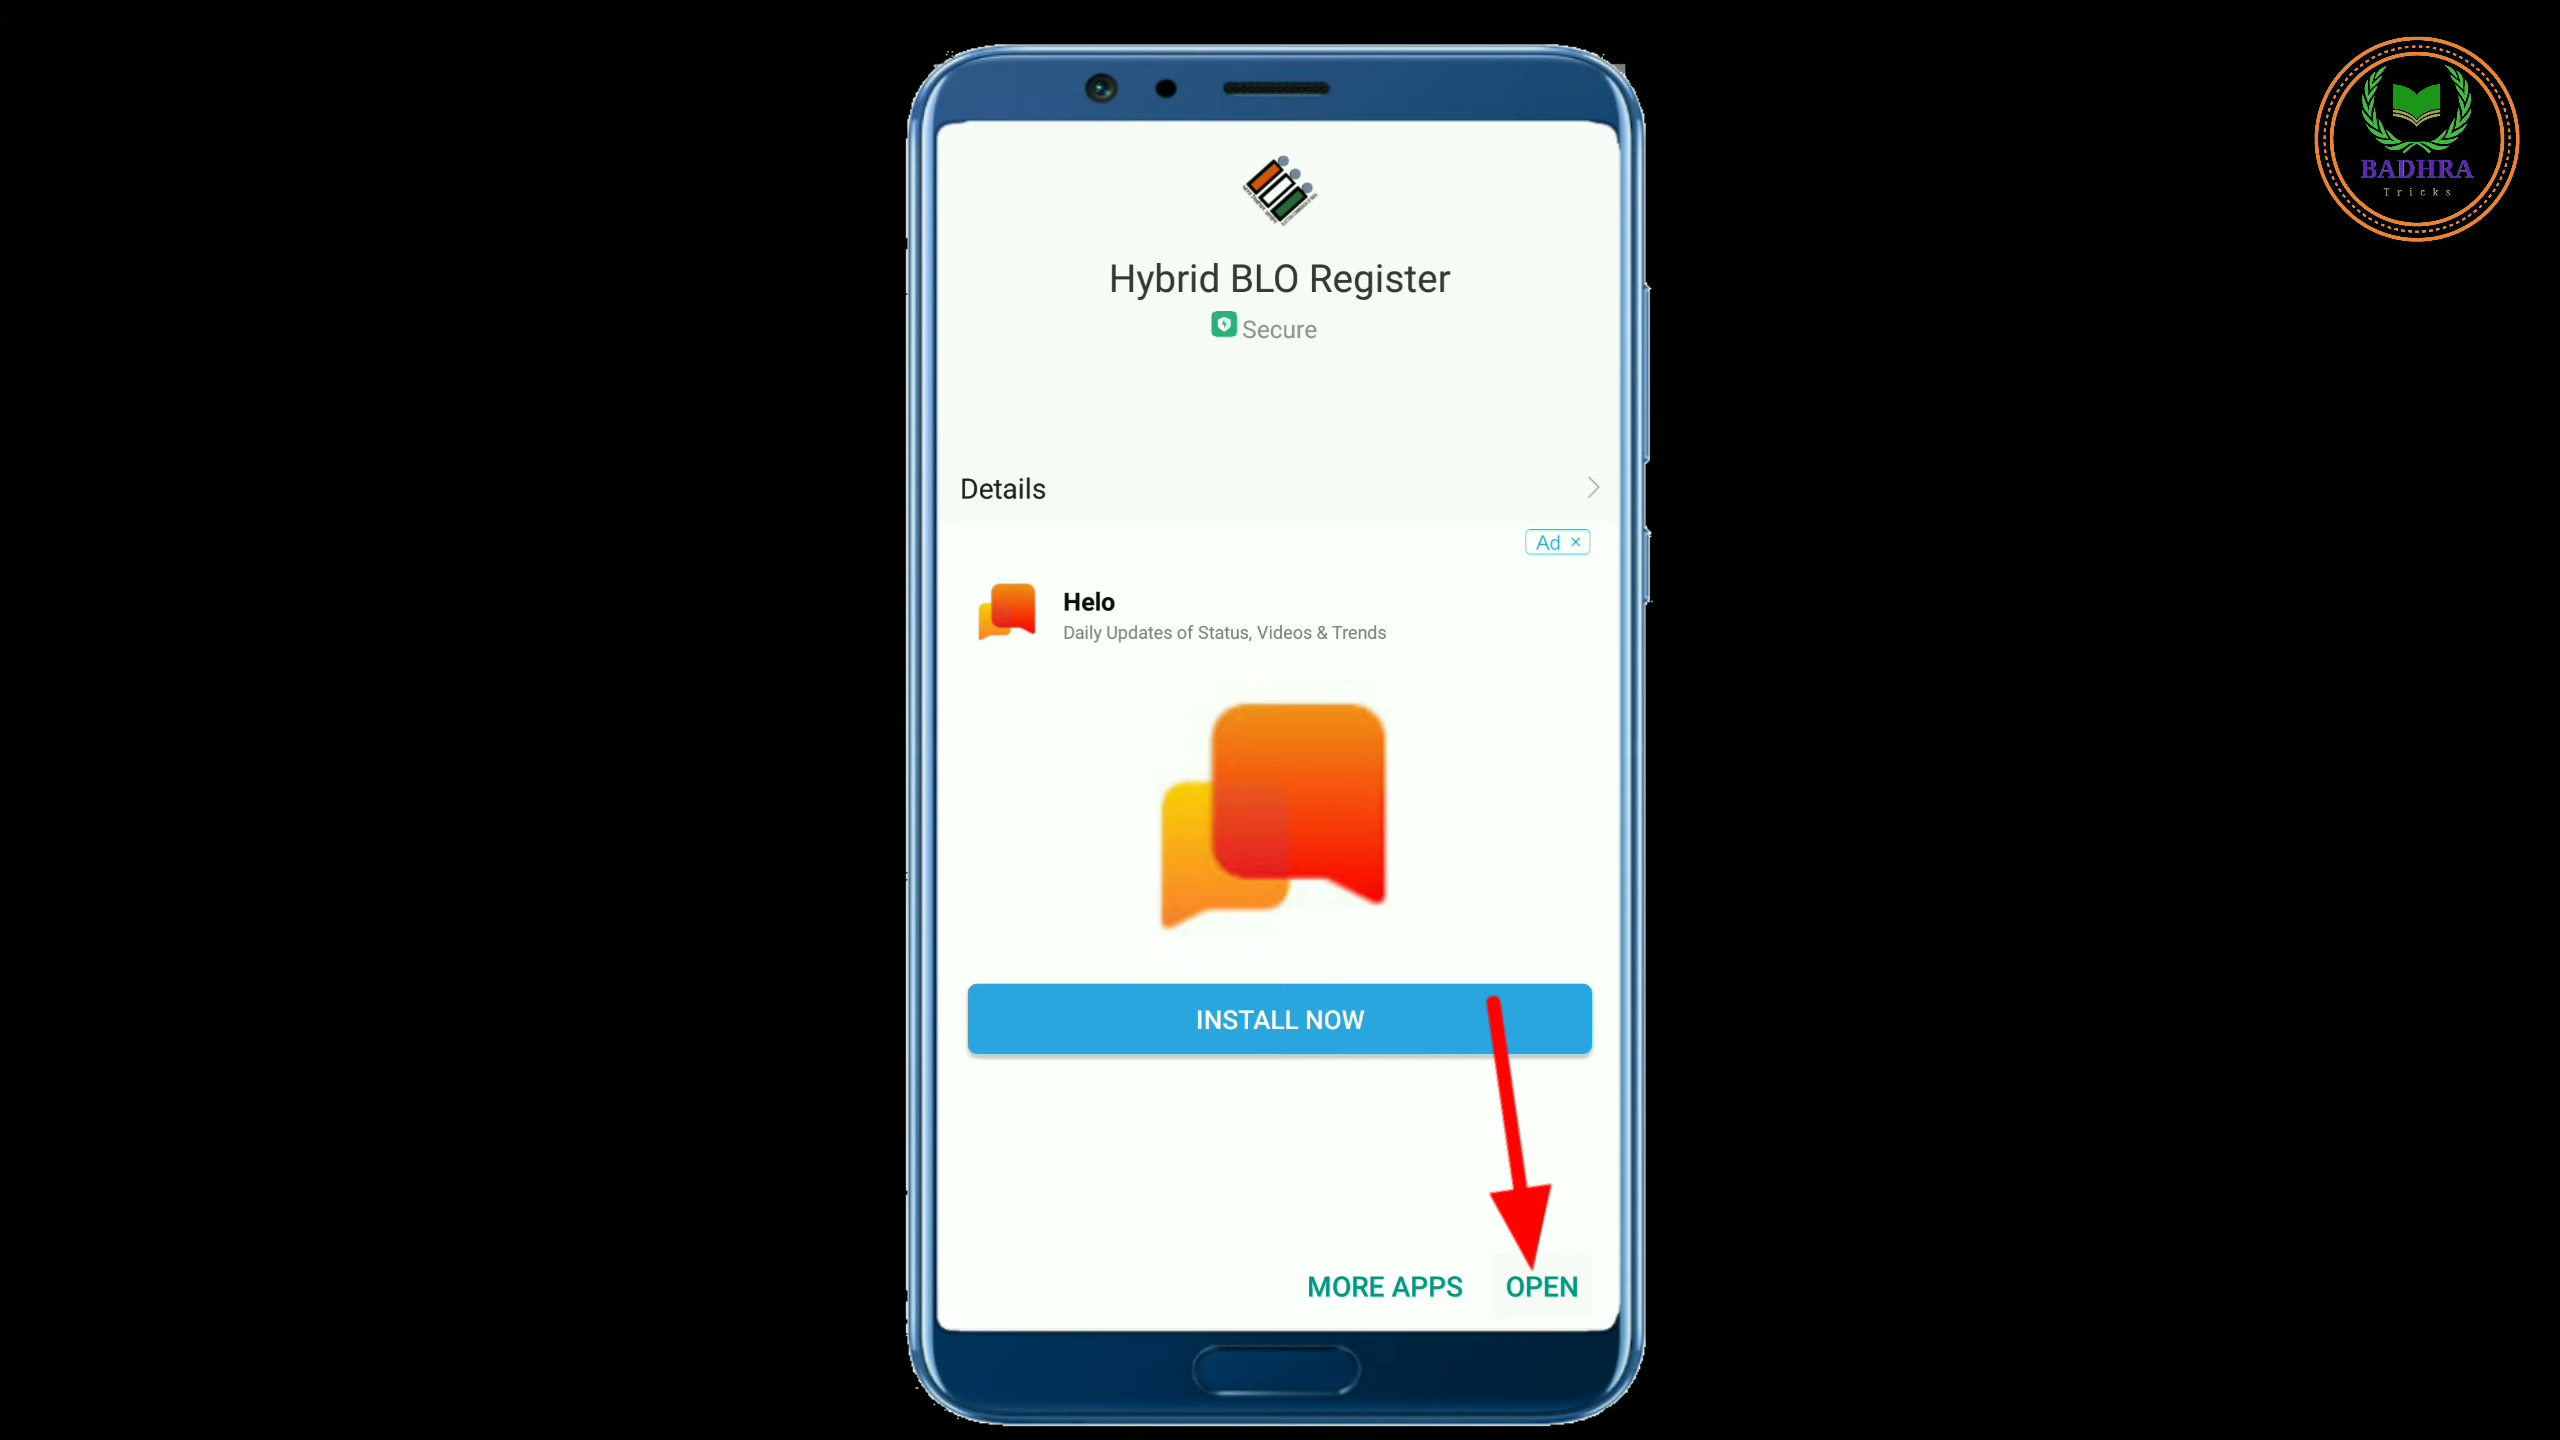 BADHRA
Tricks
Hybrid BLO Register
Secure
Details
Ad ×
Helo
Daily Updates of Status, Videos & Trends
INSTALL NOW
MORE APPS
OPEN